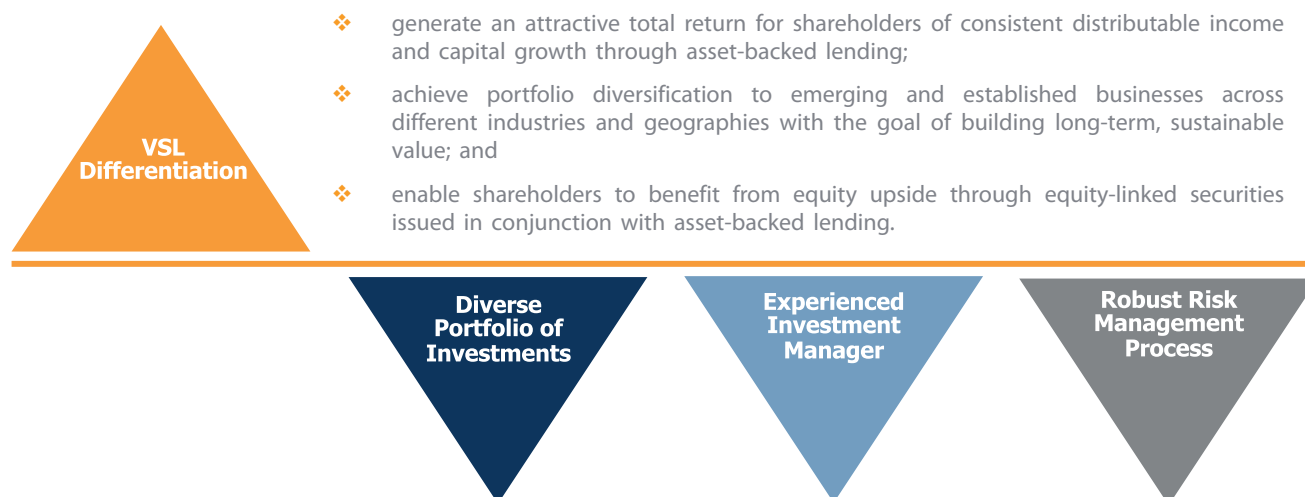 VSL
Differentiation
generate an attractive total return for shareholders of consistent distributable income
and capital growth through asset-backed lending;
achieve portfolio diversification to emerging and established businesses across
different industries and geographies with the goal of building long-term, sustainable
value; and
enable shareholders to benefit from equity upside through equity-linked securities
issued in conjunction with asset-backed lending.
Diverse
Portfolio of
Investments
Experienced
Investment
Manager
Robust Risk
Management
Process